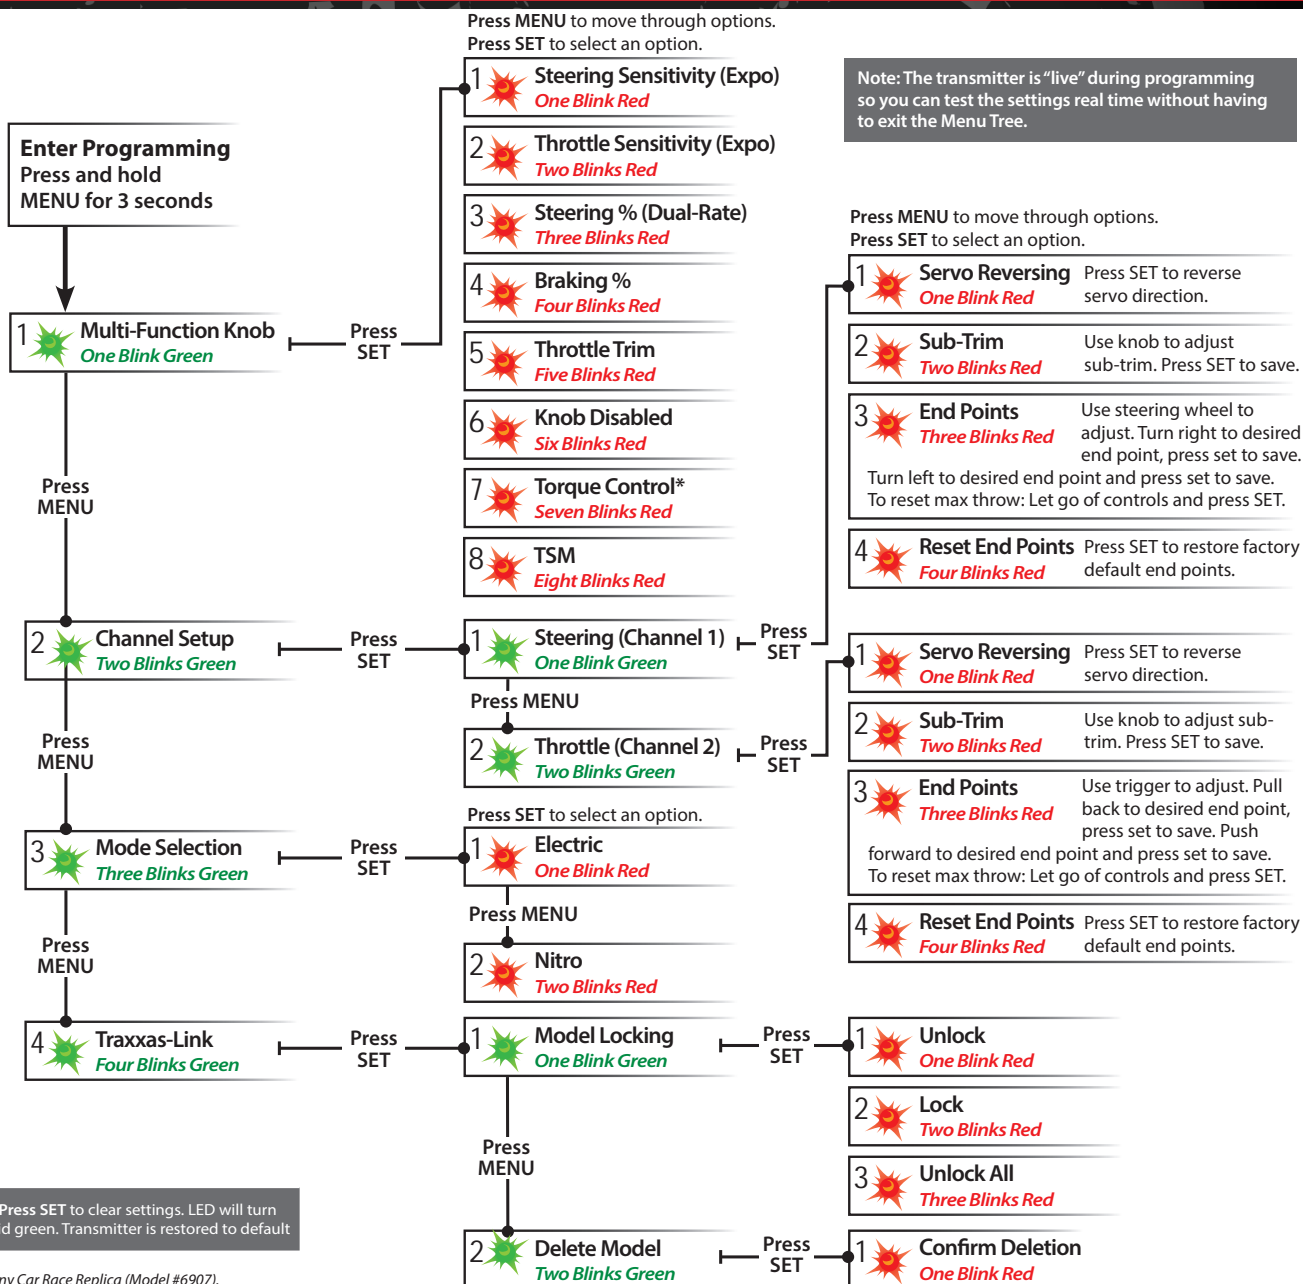 Press MENU to move through options.
Press SET to select an option.
1 Steering Sensitivity (Expo)
One Blink Red
2 Throttle Sensitivity (Expo)
Two Blinks Red
3 Steering % (Dual-Rate)
Three Blinks Red
4 Braking %
Four Blinks Red
5 Throttle Trim
Five Blinks Red
6 Knob Disabled
Six Blinks Red
7 Torque Control*
Seven Blinks Red
8 TSM
Eight Blinks Red
Note: The transmitter is “live” during programming
so you can test the settings real time without having
to exit the Menu Tree.
Enter Programming
Press and hold
MENU for 3 seconds
1 Multi-Function Knob
One Blink Green
Press
SET
Press
MENU
2 Channel Setup
Two Blinks Green
Press
SET
1 Steering (Channel 1)
One Blink Green
Press
SET
Press MENU
2 Throttle (Channel 2)
Two Blinks Green
Press
SET
Press MENU to move through options.
Press SET to select an option.
1 Servo Reversing Press SET to reverse
One Blink Red servo direction.
2 Sub-Trim Use knob to adjust
Two Blinks Red sub-trim. Press SET to save.
3 End Points Use steering wheel to
Three Blinks Red adjust. Turn right to desired
end point, press set to save.
Turn left to desired end point and press set to save.
To reset max throw: Let go of controls and press SET.
4 Reset End Points Press SET to restore factory
Four Blinks Red default end points.
1 Servo Reversing Press SET to reverse
One Blink Red servo direction.
2 Sub-Trim Use knob to adjust sub-
Two Blinks Red trim. Press SET to save.
3 End Points Use trigger to adjust. Pull
Three Blinks Red back to desired end point,
press set to save. Push
forward to desired end point and press set to save.
To reset max throw: Let go of controls and press SET.
4 Reset End Points Press SET to restore factory
Four Blinks Red default end points.
Press
MENU
3 Mode Selection
Three Blinks Green
Press
SET
Press SET to select an option.
1 Electric
One Blink Red
Press MENU
2 Nitro
Two Blinks Red
Press
MENU
4 Traxxas-Link
Four Blinks Green
Press
SET
1 Model Locking
One Blink Green
Press
SET
1 Unlock
One Blink Red
2 Lock
Two Blinks Red
3 Unlock All
Three Blinks Red
Press
MENU
2 Delete Model
Two Blinks Green
Press
SET
1 Confirm Deletion
One Blink Red
Press SET to clear settings. LED will turn
d green. Transmitter is restored to default
ny Car Race Replica (Model #6907).